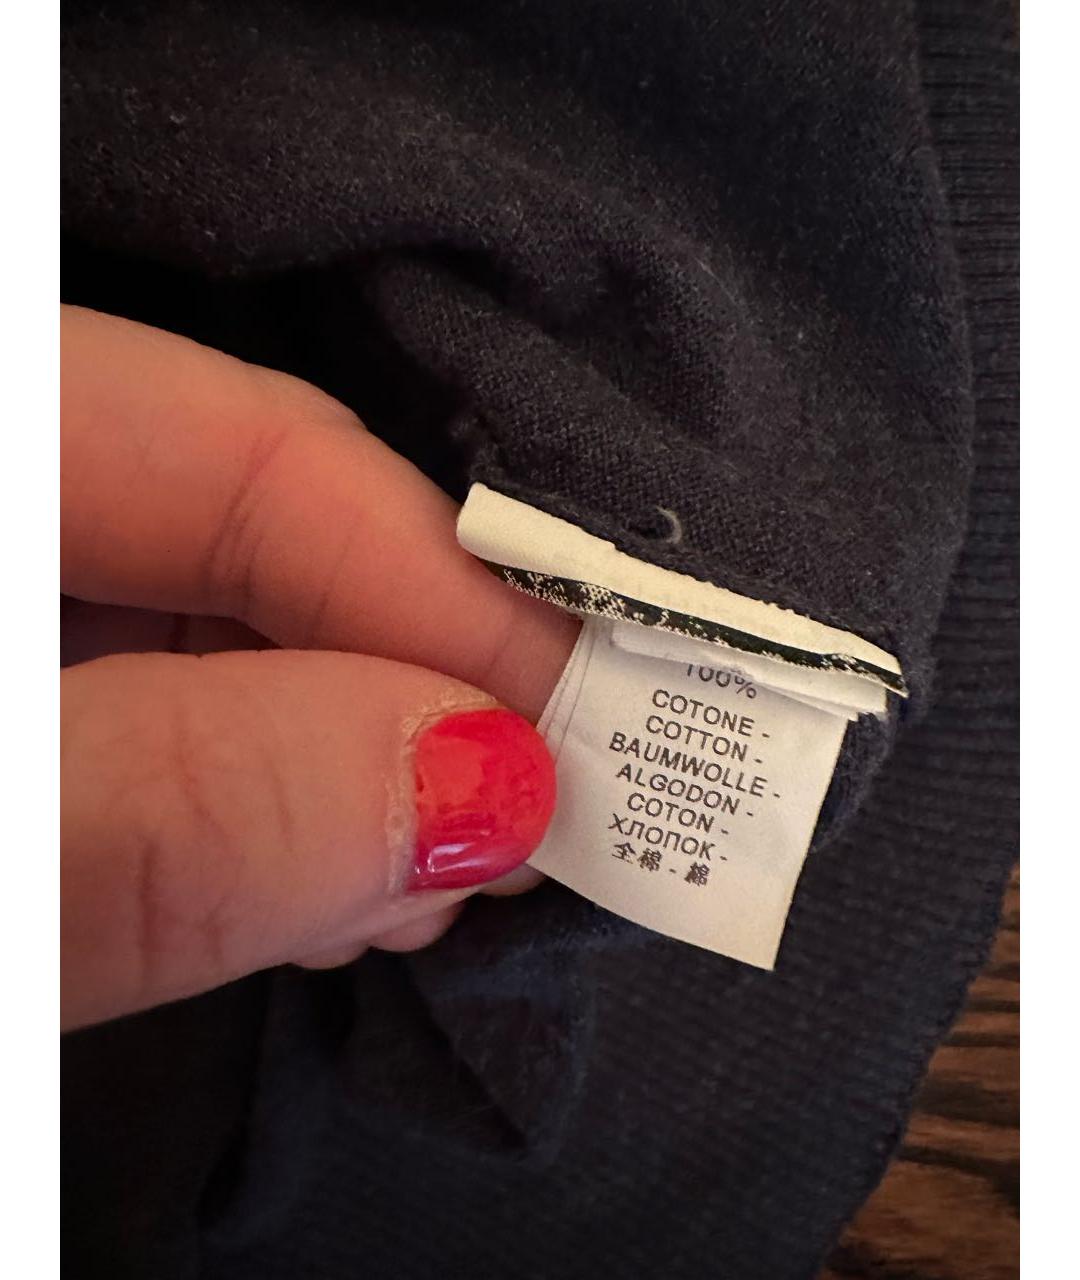 100%
COTONE -
COTTON -
BAUMWOLLE -
ALGODON -
COTON -
ХЛОПОК -
全棉 - 綿